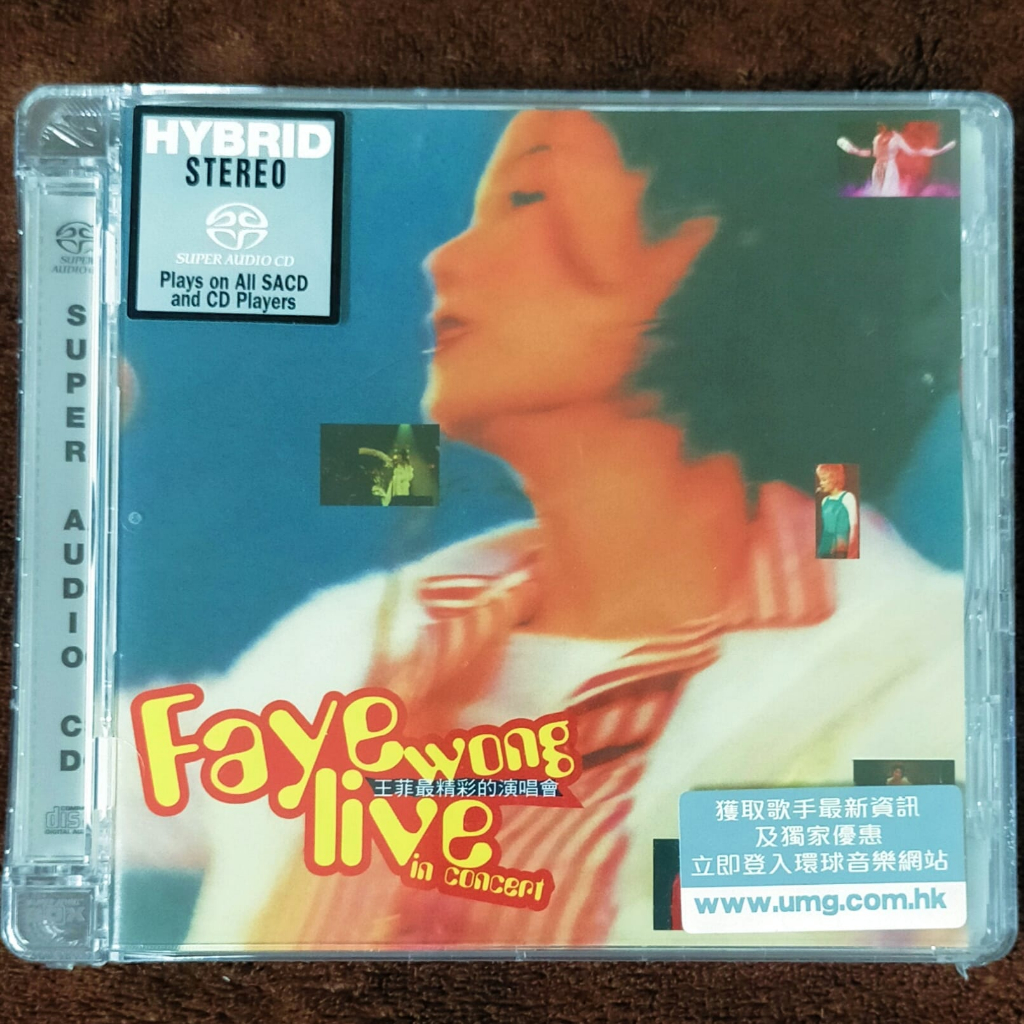 HYBRID
STEREO
SUPER AUDIO CD
Plays on All SACD
and CD Players
SUPER
AUDIO
SUPER AUDIO CD
Faye wong
王菲最精彩的演唱會
live
in concert
獲取歌手最新資訊
及獨家優惠
立即登入環球音樂網站
www.umg.com.hk